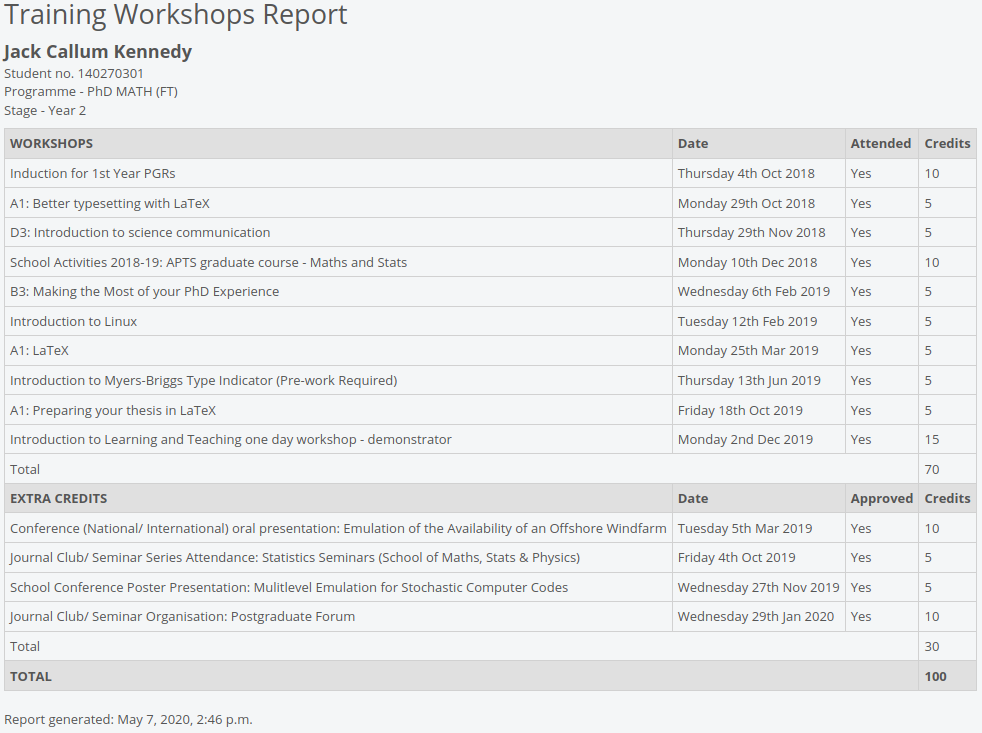 Training Workshops Report
Jack Callum Kennedy
Student no. 140270301
Programme - PhD MATH (FT)
Stage - Year 2
WORKSHOPS Date Attended Credits
Induction for 1st Year PGRs Thursday 4th Oct 2018 Yes 10
A1: Better typesetting with LaTeX Monday 29th Oct 2018 Yes 5
D3: Introduction to science communication Thursday 29th Nov 2018 Yes 5
School Activities 2018-19: APTS graduate course - Maths and Stats Monday 10th Dec 2018 Yes 10
B3: Making the Most of your PhD Experience Wednesday 6th Feb 2019 Yes 5
Introduction to Linux Tuesday 12th Feb 2019 Yes 5
A1: LaTeX Monday 25th Mar 2019 Yes 5
Introduction to Myers-Briggs Type Indicator (Pre-work Required) Thursday 13th Jun 2019 Yes 5
A1: Preparing your thesis in LaTeX Friday 18th Oct 2019 Yes 5
Introduction to Learning and Teaching one day workshop - demonstrator Monday 2nd Dec 2019 Yes 15
Total 70
EXTRA CREDITS Date Approved Credits
Conference (National/ International) oral presentation: Emulation of the Availability of an Offshore Windfarm Tuesday 5th Mar 2019 Yes 10
Journal Club/ Seminar Series Attendance: Statistics Seminars (School of Maths, Stats & Physics) Friday 4th Oct 2019 Yes 5
School Conference Poster Presentation: Mulitlevel Emulation for Stochastic Computer Codes Wednesday 27th Nov 2019 Yes 5
Journal Club/ Seminar Organisation: Postgraduate Forum Wednesday 29th Jan 2020 Yes 10
Total 30
TOTAL 100
Report generated: May 7, 2020, 2:46 p.m.